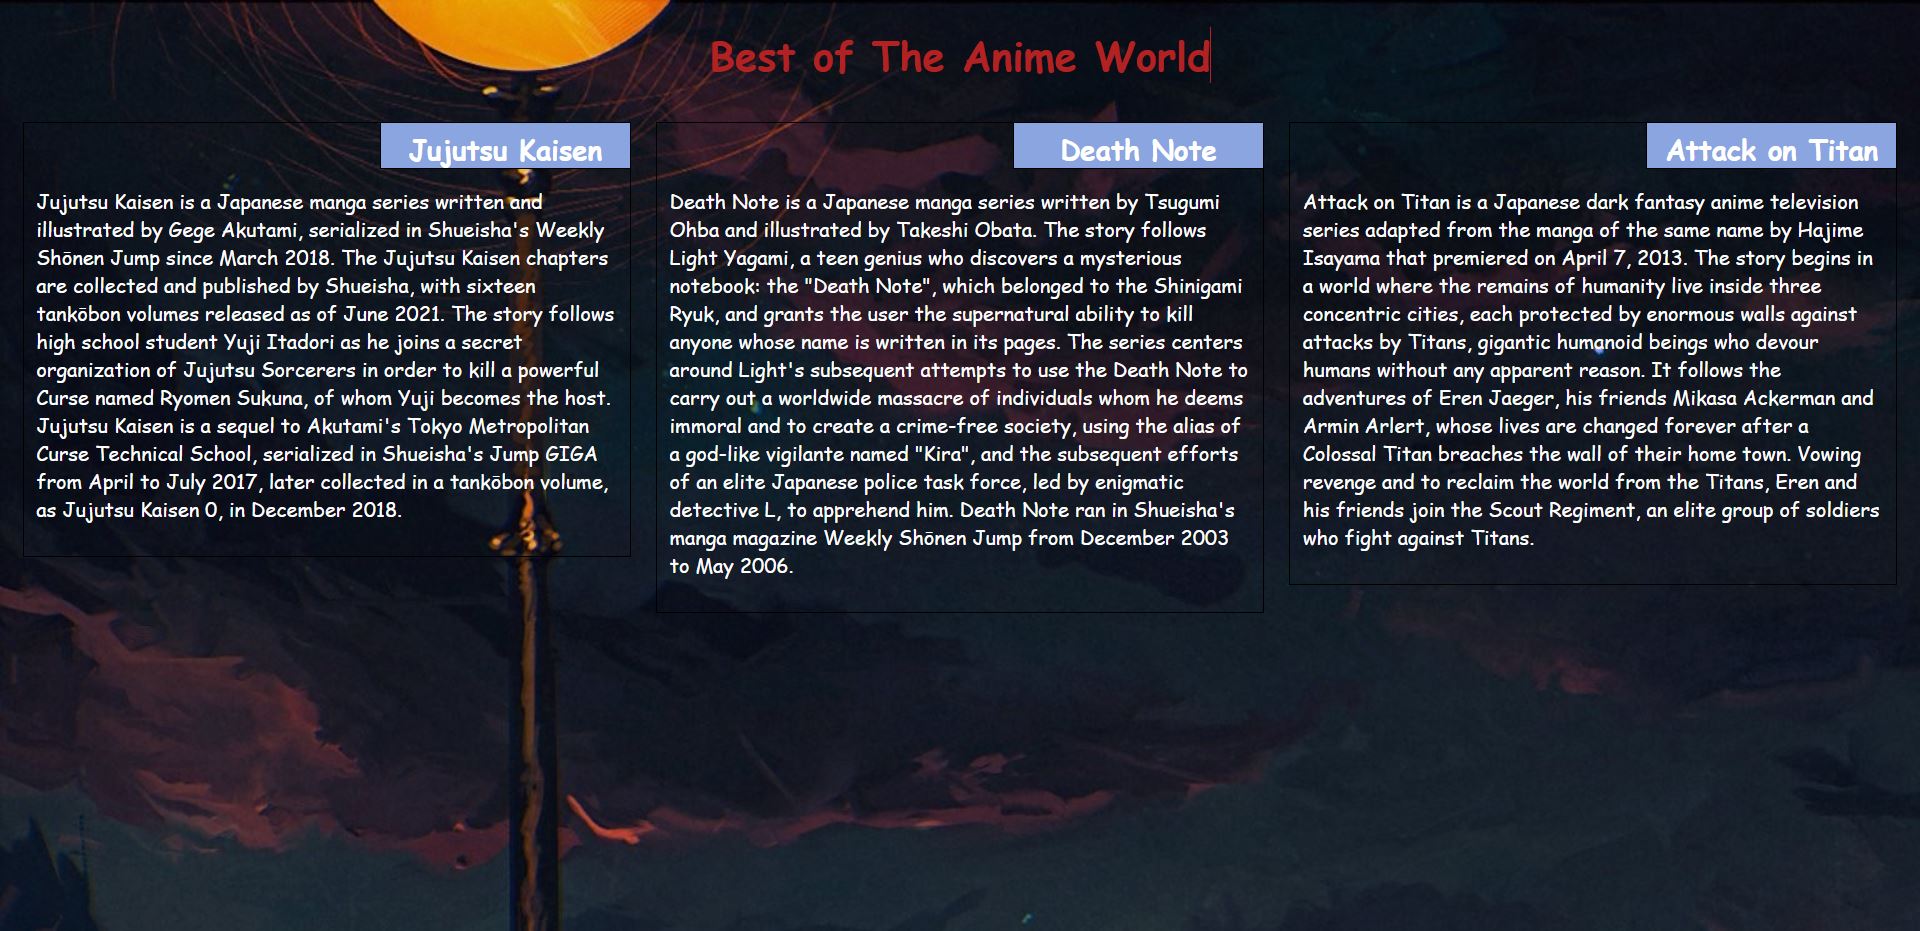 Best of The Anime World
Jujutsu Kaisen
Jujutsu Kaisen is a Japanese manga series written and
illustrated by Gege Akutami, serialized in Shueisha's Weekly
Shōnen Jump since March 2018. The Jujutsu Kaisen chapters
are collected and published by Shueisha, with sixteen
tankōbon volumes released as of June 2021. The story follows
high school student Yuji Itadori as he joins a secret
organization of Jujutsu Sorcerers in order to kill a powerful
Curse named Ryomen Sukuna, of whom Yuji becomes the host.
Jujutsu Kaisen is a sequel to Akutami's Tokyo Metropolitan
Curse Technical School, serialized in Shueisha's Jump GIGA
from April to July 2017, later collected in a tankōbon volume,
as Jujutsu Kaisen 0, in December 2018.
Death Note
Death Note is a Japanese manga series written by Tsugumi
Ohba and illustrated by Takeshi Obata. The story follows
Light Yagami, a teen genius who discovers a mysterious
notebook: the "Death Note", which belonged to the Shinigami
Ryuk, and grants the user the supernatural ability to kill
anyone whose name is written in its pages. The series centers
around Light's subsequent attempts to use the Death Note to
carry out a worldwide massacre of individuals whom he deems
immoral and to create a crime-free society, using the alias of
a god-like vigilante named "Kira", and the subsequent efforts
of an elite Japanese police task force, led by enigmatic
detective L, to apprehend him. Death Note ran in Shueisha's
manga magazine Weekly Shōnen Jump from December 2003
to May 2006.
Attack on Titan
Attack on Titan is a Japanese dark fantasy anime television
series adapted from the manga of the same name by Hajime
Isayama that premiered on April 7, 2013. The story begins in
a world where the remains of humanity live inside three
concentric cities, each protected by enormous walls against
attacks by Titans, gigantic humanoid beings who devour
humans without any apparent reason. It follows the
adventures of Eren Jaeger, his friends Mikasa Ackerman and
Armin Arlert, whose lives are changed forever after a
Colossal Titan breaches the wall of their home town. Vowing
revenge and to reclaim the world from the Titans, Eren and
his friends join the Scout Regiment, an elite group of soldiers
who fight against Titans.